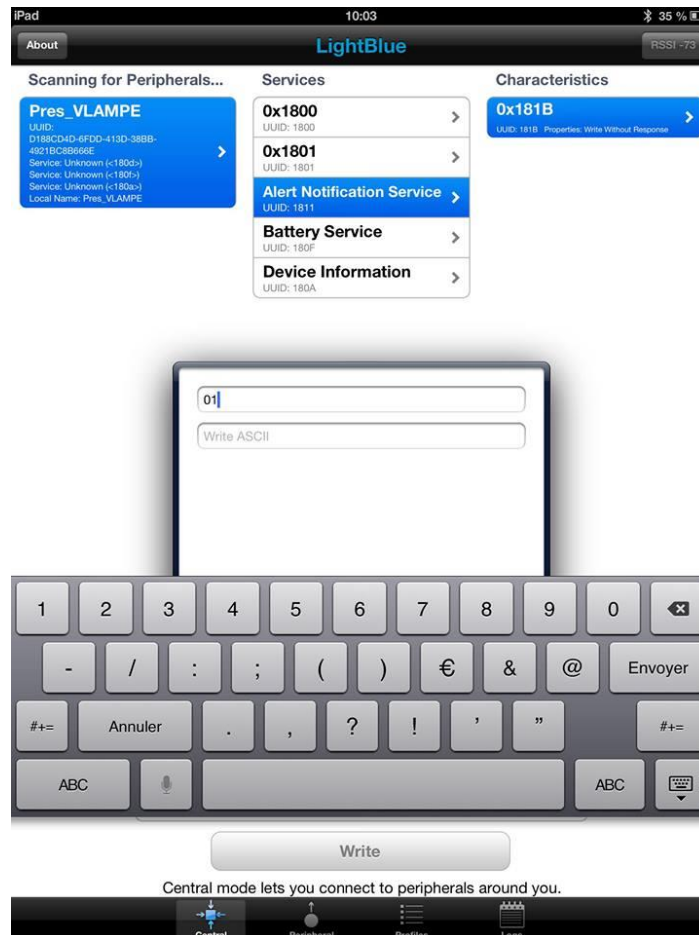 iPad
10:03
35 %
About
LightBlue
RSSI -73
Scanning for Peripherals...
Services
Characteristics
Pres_VLAMPE
UUID:
D188CD4D-6FDD-413D-38BB-
4921BC8B666E
Service: Unknown (<180d>)
Service: Unknown (<180f>)
Service: Unknown (<180a>)
Local Name: Pres_VLAMPE
0x1800
UUID: 1800
0x1801
UUID: 1801
Alert Notification Service
UUID: 1811
Battery Service
UUID: 180F
Device Information
UUID: 180A
0x181B
UUID: 181B Properties: Write Without Response
01
Write ASCII
1 2 3 4 5 6 7 8 9 0
- / : ; ( ) € & @ Envoyer
#+= Annuler . , ? ! ' " #+=
ABC ABC
Write
Central mode lets you connect to peripherals around you.
Central Peripheral Profiles Logs